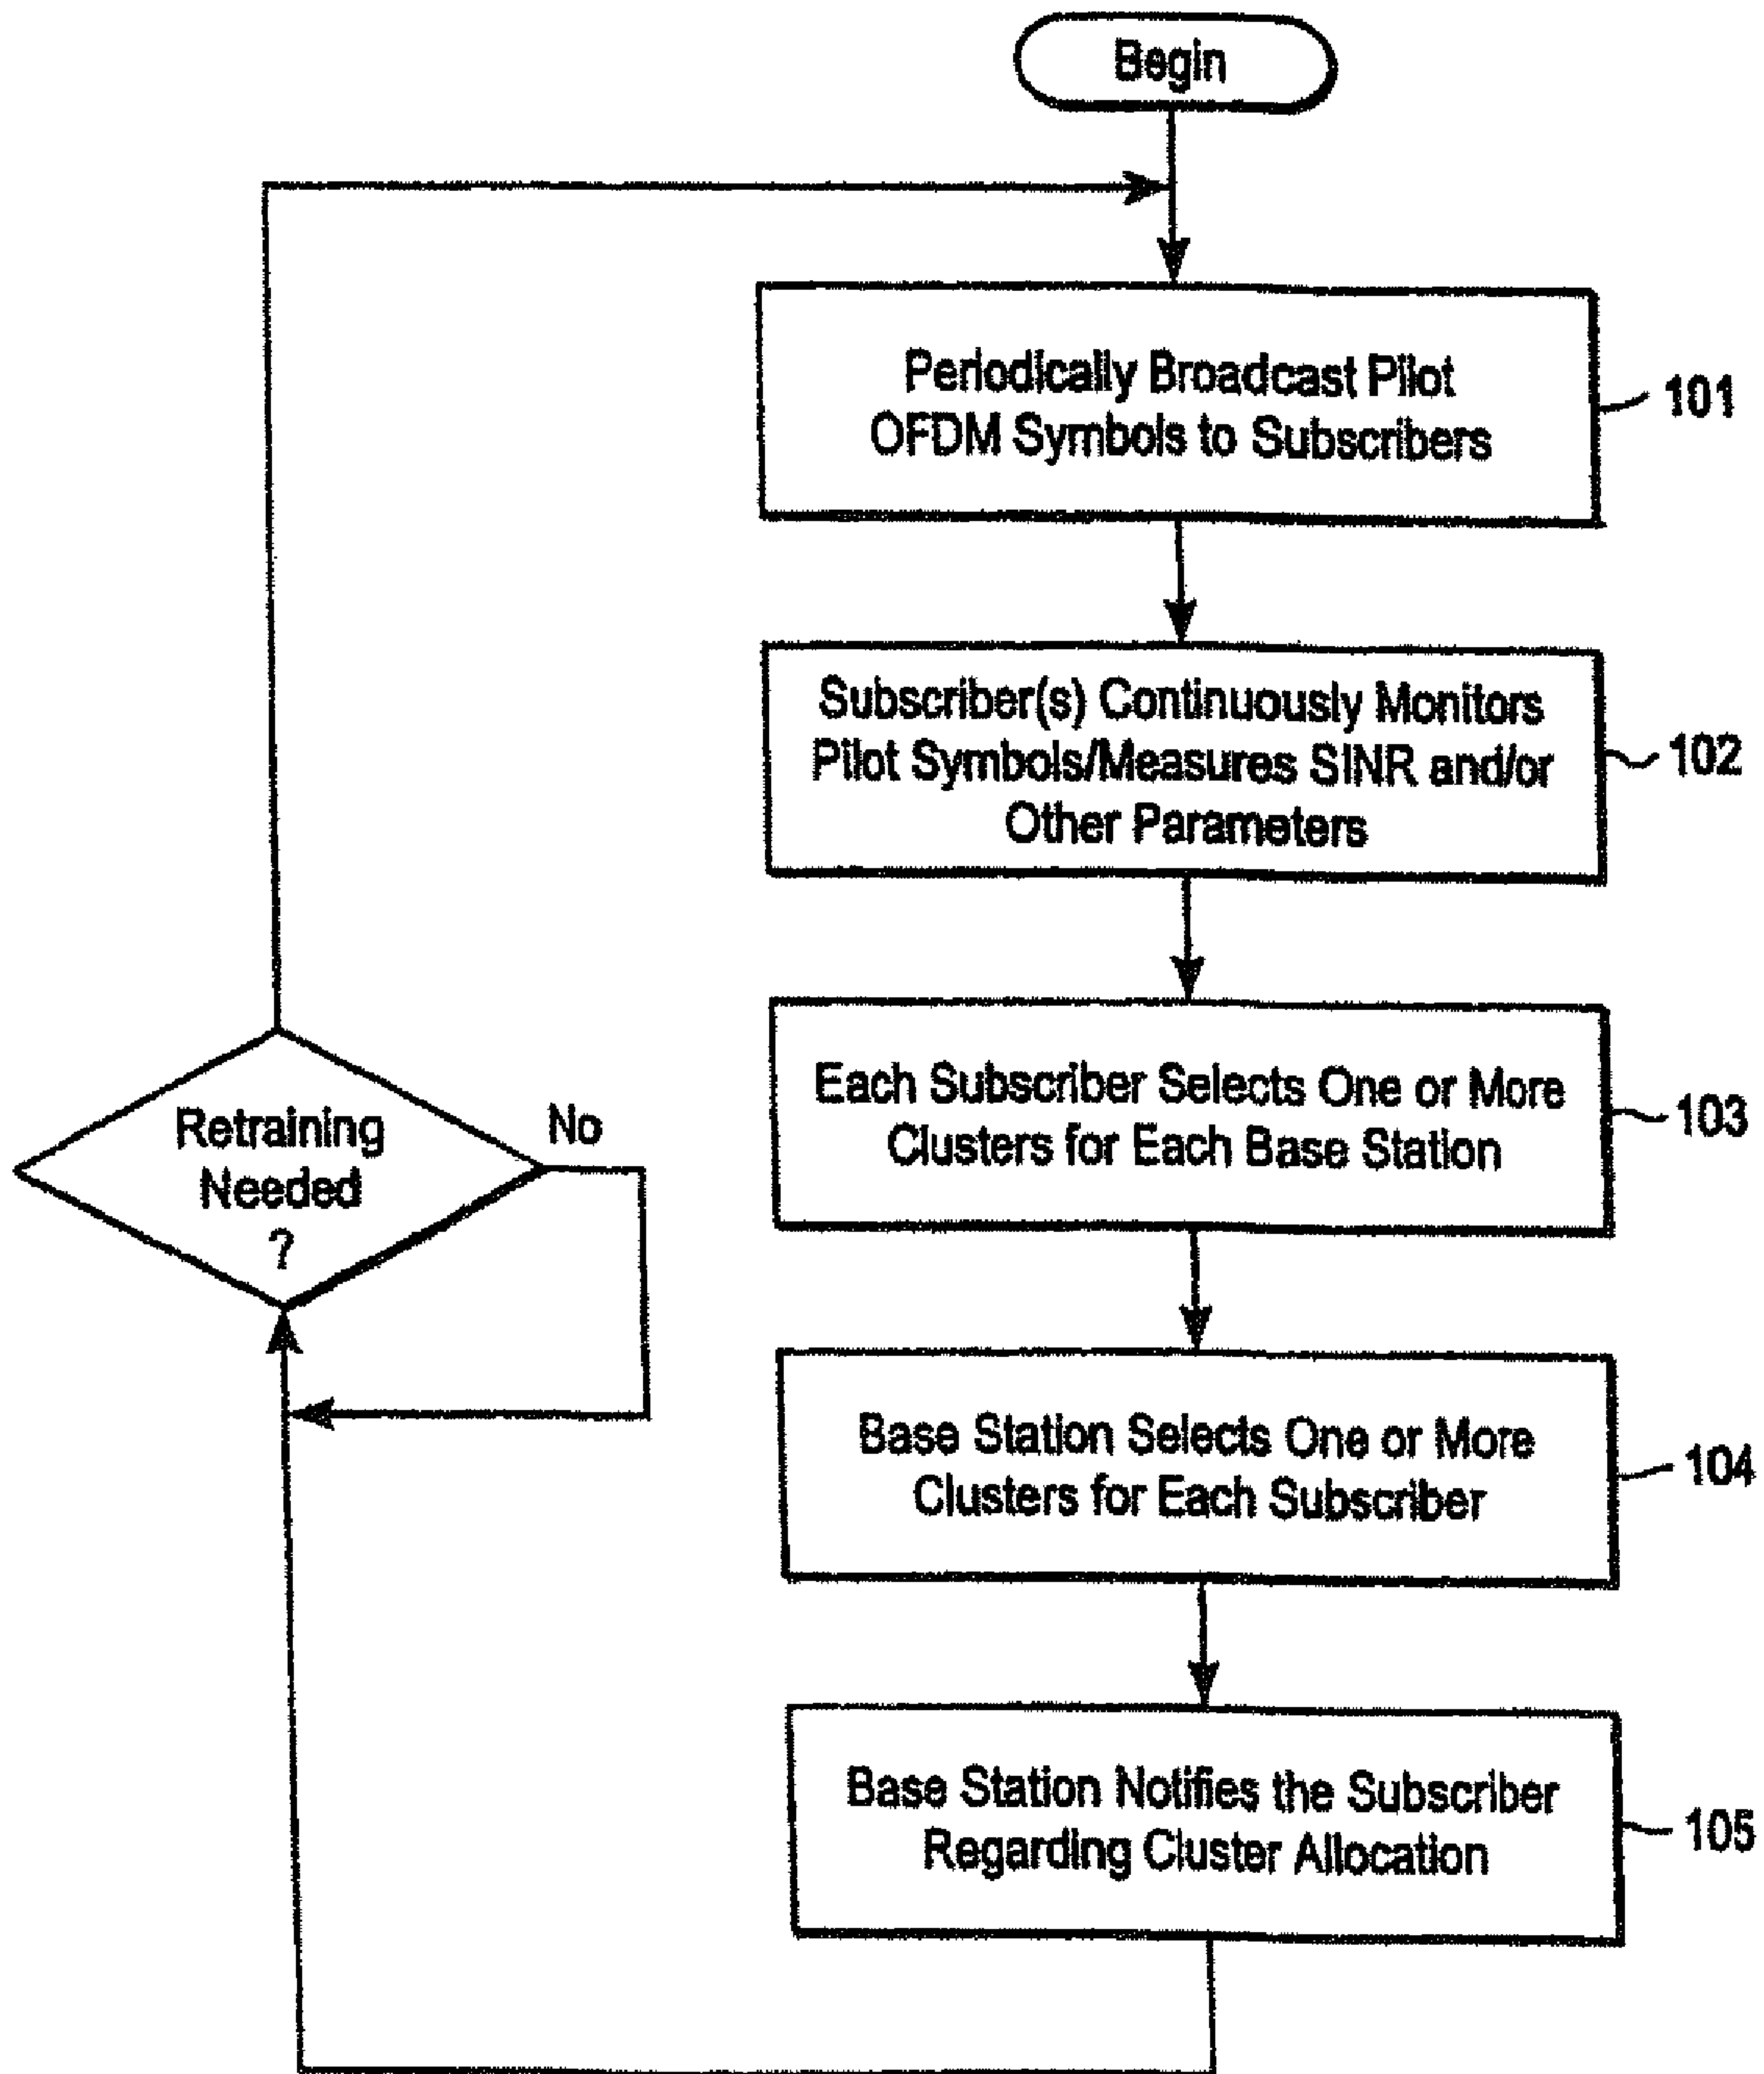 Begin
Periodically Broadcast Pilot
OFDM Symbols to Subscribers
101
Subscriber(s) Continuously Monitors
Pilot Symbols/Measures SINR and/or
Other Parameters
102
Each Subscriber Selects One or More
Clusters for Each Base Station
103
Base Station Selects One or More
Clusters for Each Subscriber
104
Base Station Notifies the Subscriber
Regarding Cluster Allocation
105
Retraining
Needed
?
No